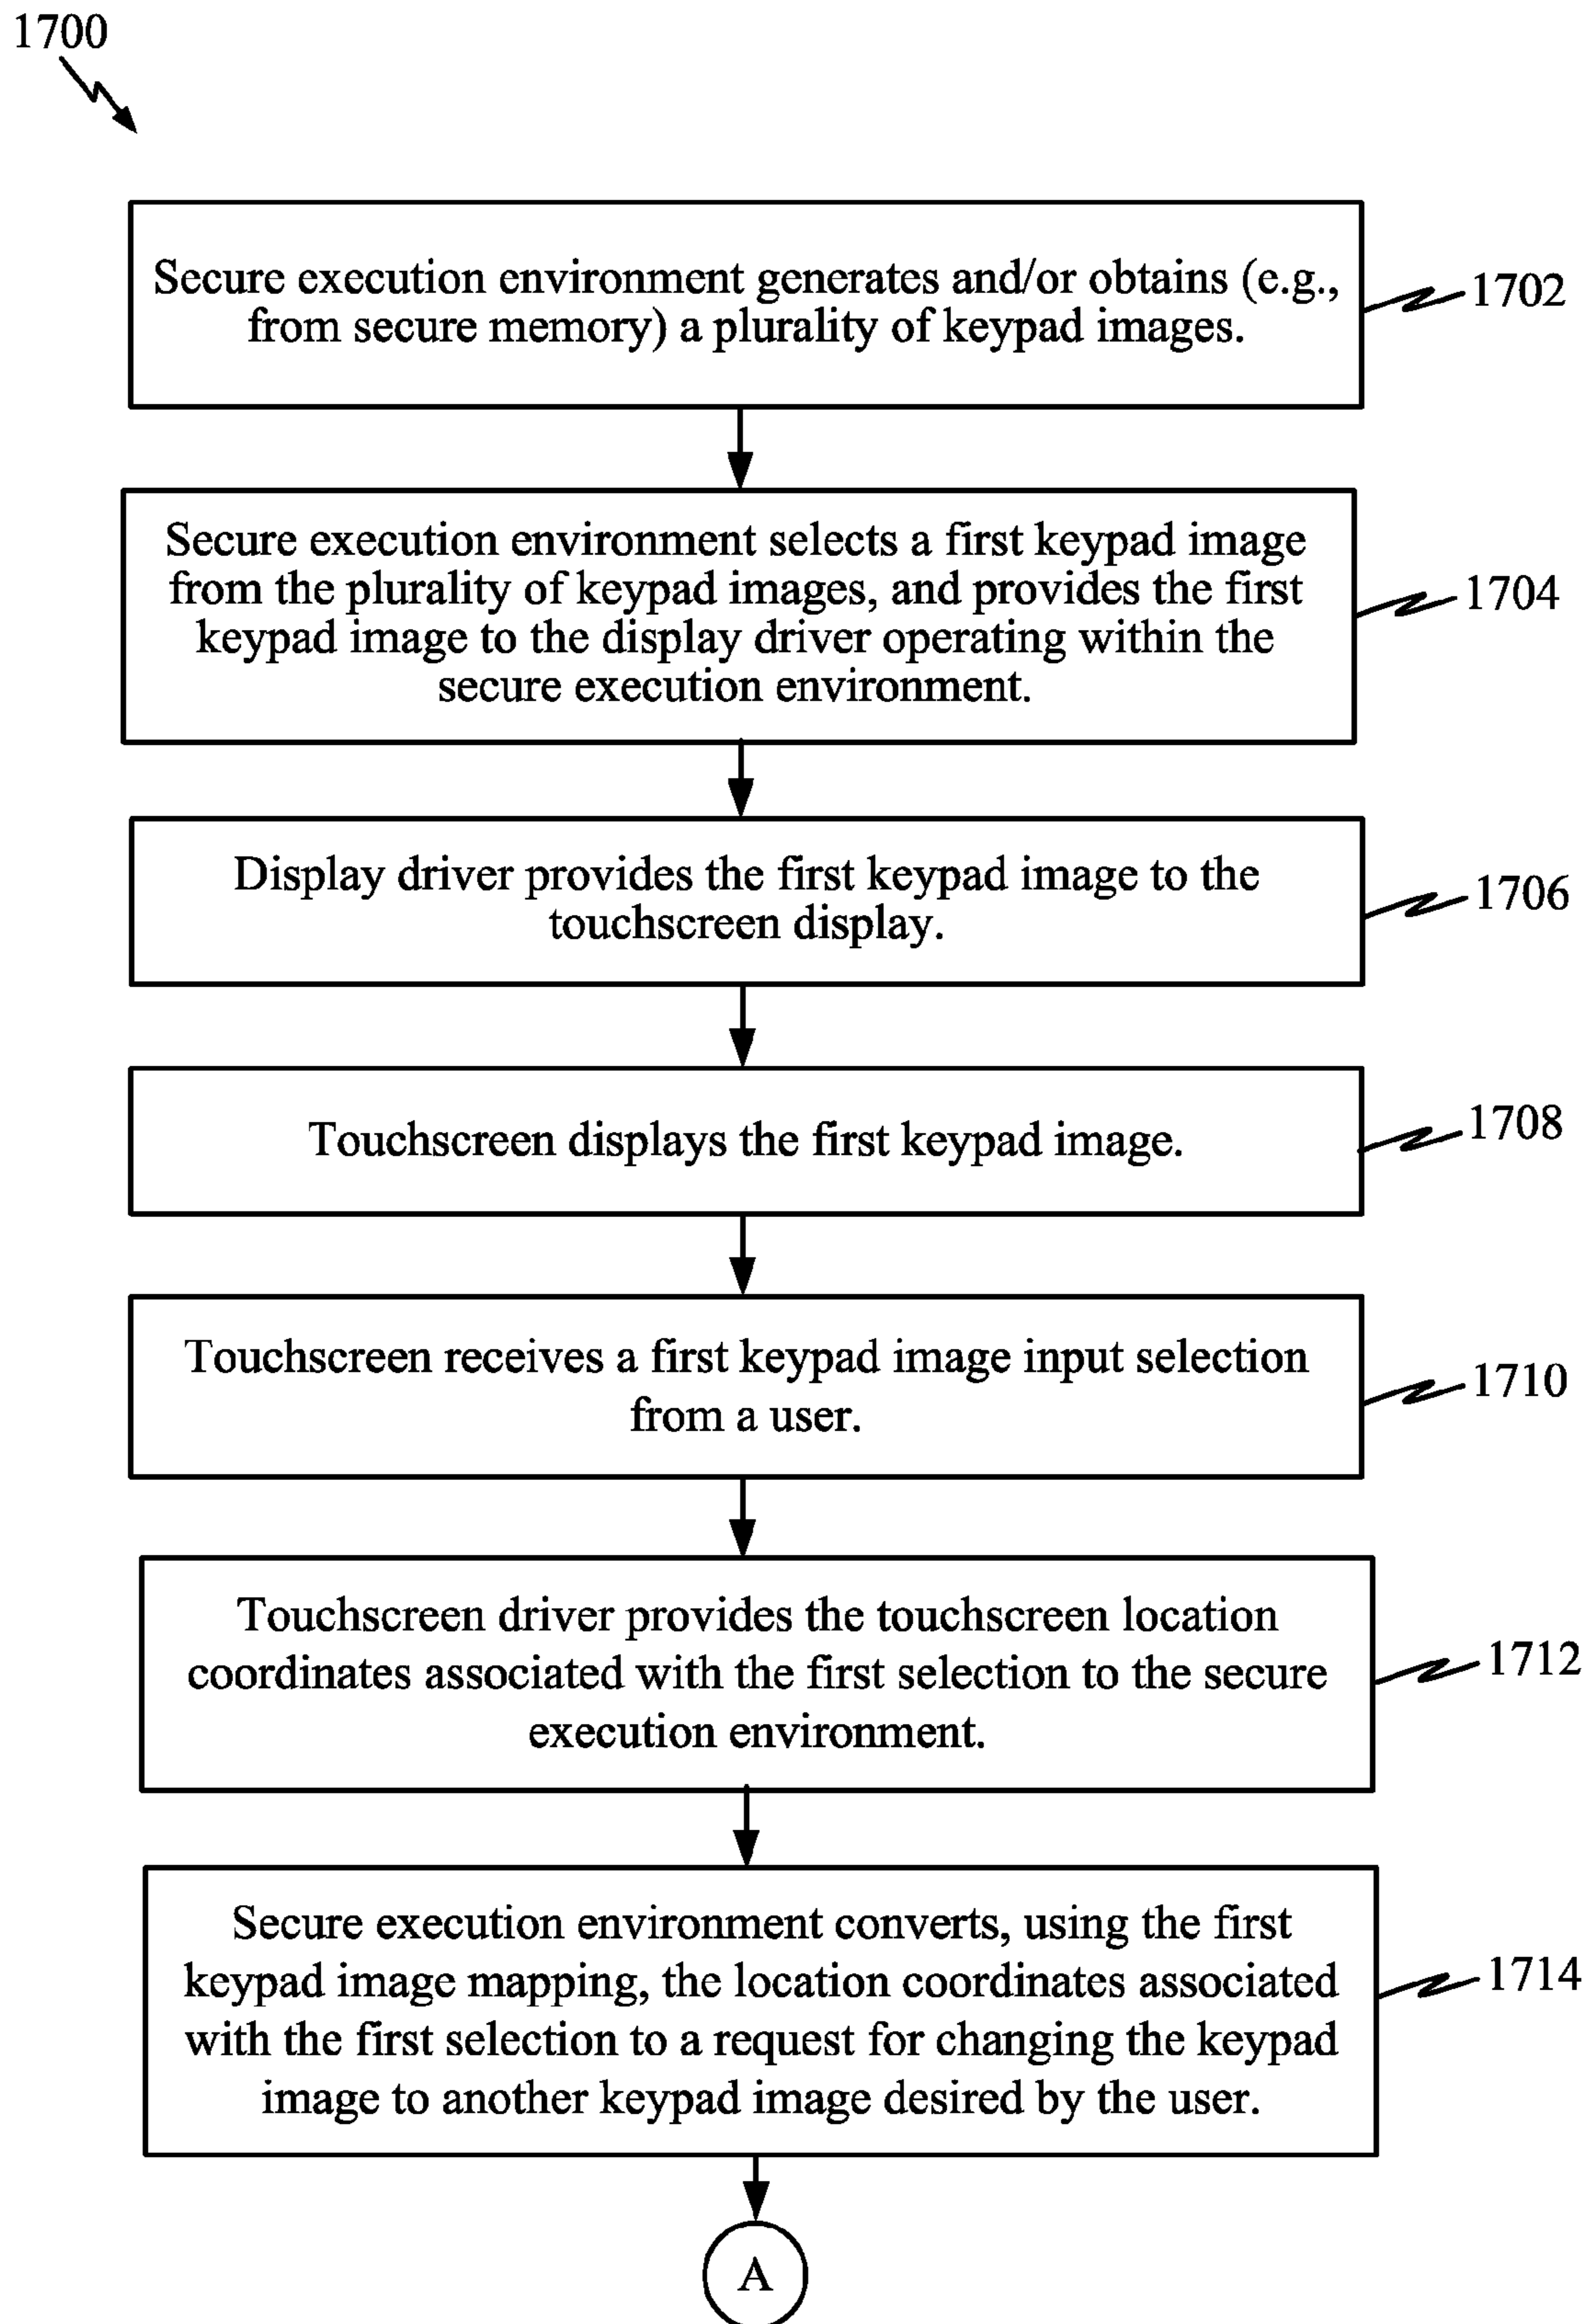 1700
Secure execution environment generates and/or obtains (e.g.,
from secure memory) a plurality of keypad images.
1702
Secure execution environment selects a first keypad image
from the plurality of keypad images, and provides the first
keypad image to the display driver operating within the
secure execution environment.
1704
Display driver provides the first keypad image to the
touchscreen display.
1706
Touchscreen displays the first keypad image.
1708
Touchscreen receives a first keypad image input selection
from a user.
1710
Touchscreen driver provides the touchscreen location
coordinates associated with the first selection to the secure
execution environment.
1712
Secure execution environment converts, using the first
keypad image mapping, the location coordinates associated
with the first selection to a request for changing the keypad
image to another keypad image desired by the user.
1714
A